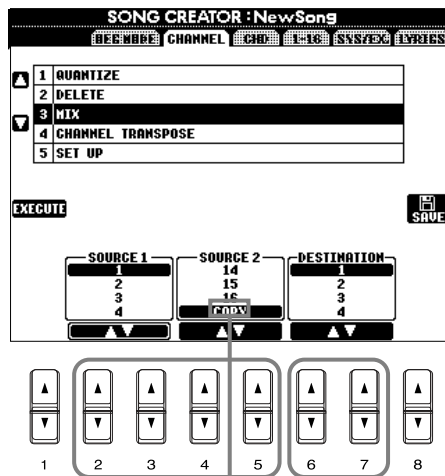 SONG CREATOR : NewSong
REC MODE CHANNEL CHD 1-16 SYS/EX. LYRICS
1 QUANTIZE
2 DELETE
3 MIX
4 CHANNEL TRANSPOSE
5 SET UP
EXECUTE
SAVE
SOURCE 1 SOURCE 2 DESTINATION
1 14 1
2 15 2
3 16 3
4 COPY 4
1 2 3 4 5 6 7 8